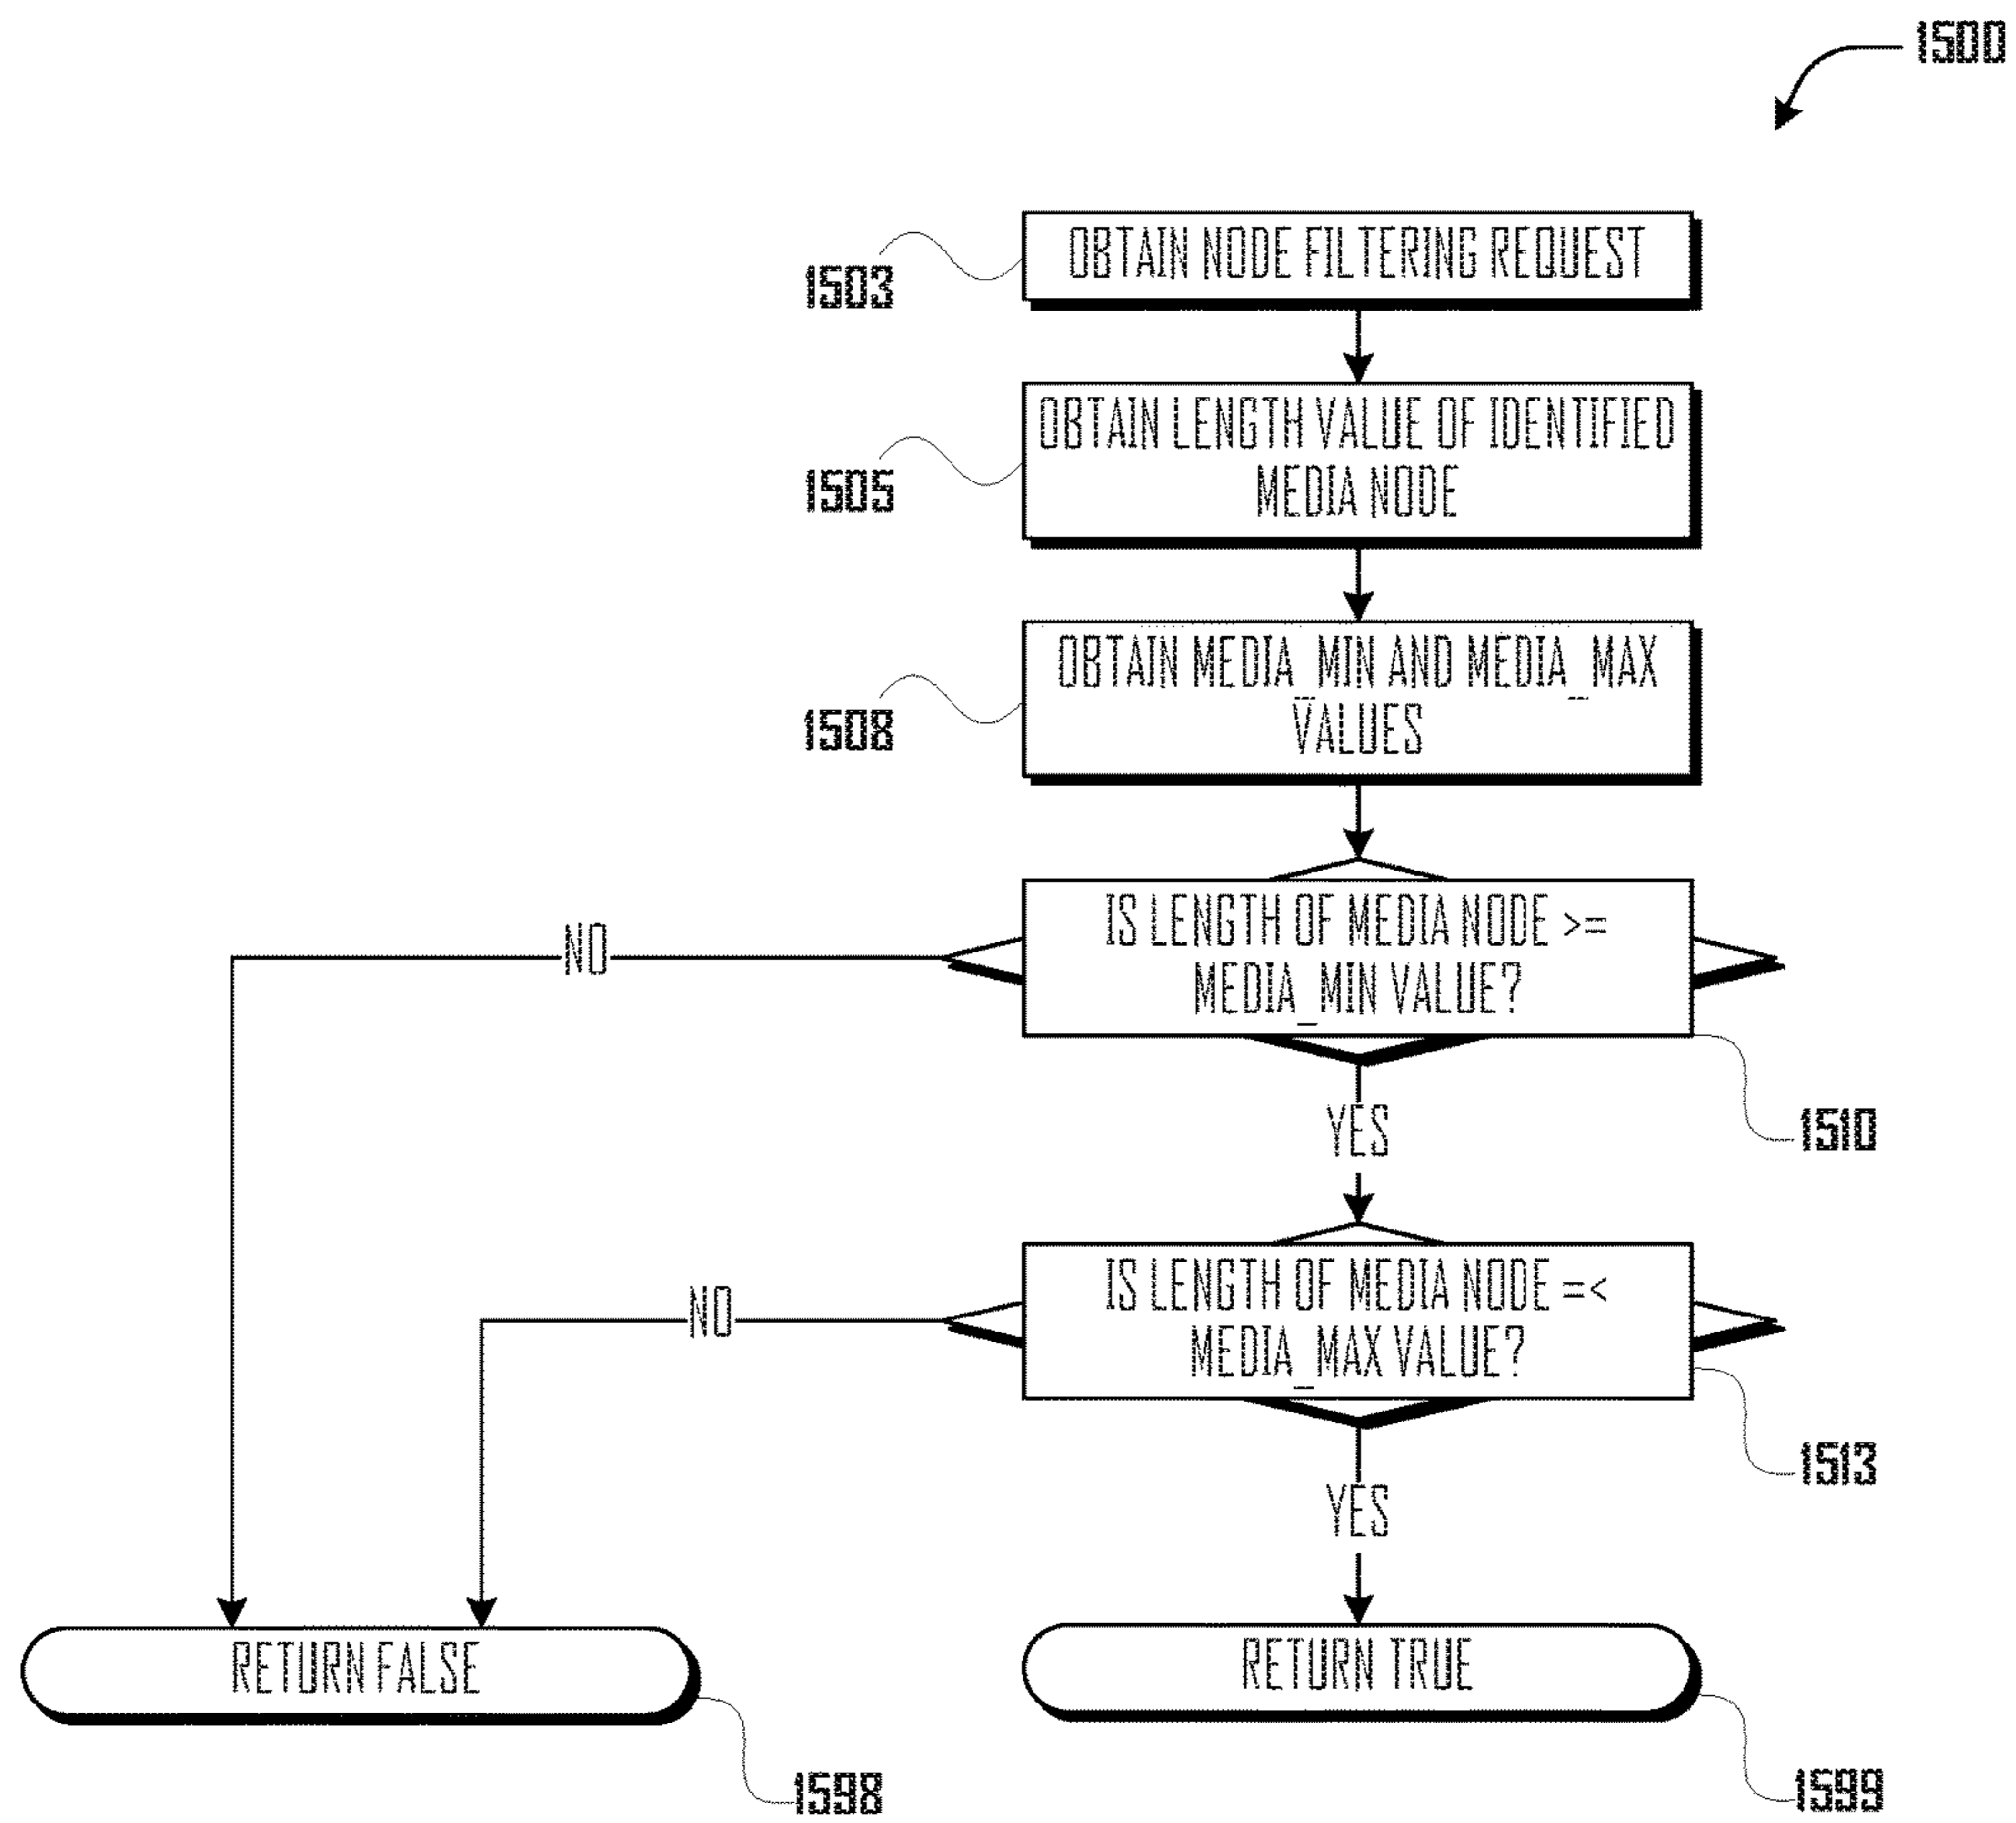 1500
OBTAIN NODE FILTERING REQUEST
1503
OBTAIN LENGTH VALUE OF IDENTIFIED
MEDIA NODE
1505
OBTAIN MEDIA_MIN AND MEDIA_MAX
VALUES
1508
IS LENGTH OF MEDIA NODE >=
MEDIA_MIN VALUE?
NO
YES
1510
IS LENGTH OF MEDIA NODE =<
MEDIA_MAX VALUE?
NO
YES
1513
RETURN FALSE
RETURN TRUE
1598
1599